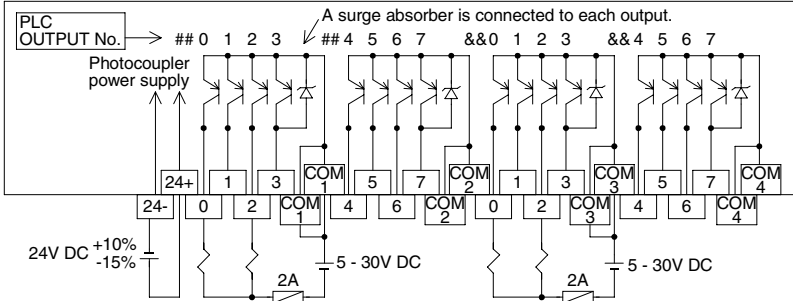 PLC
OUTPUT No.
A surge absorber is connected to each output.
## 0 1 2 3 ## 4 5 6 7 &&0 1 2 3 && 4 5 6 7
Photocoupler
power supply
24+ 1 3 COM 1 5 7 COM 2 1 3 COM 3 5 7 COM 4
24- 0 2 COM 1 4 6 COM 2 0 2 COM 3 4 6 COM 4
24V DC +10% -15%
5 - 30V DC 5 - 30V DC
2A 2A